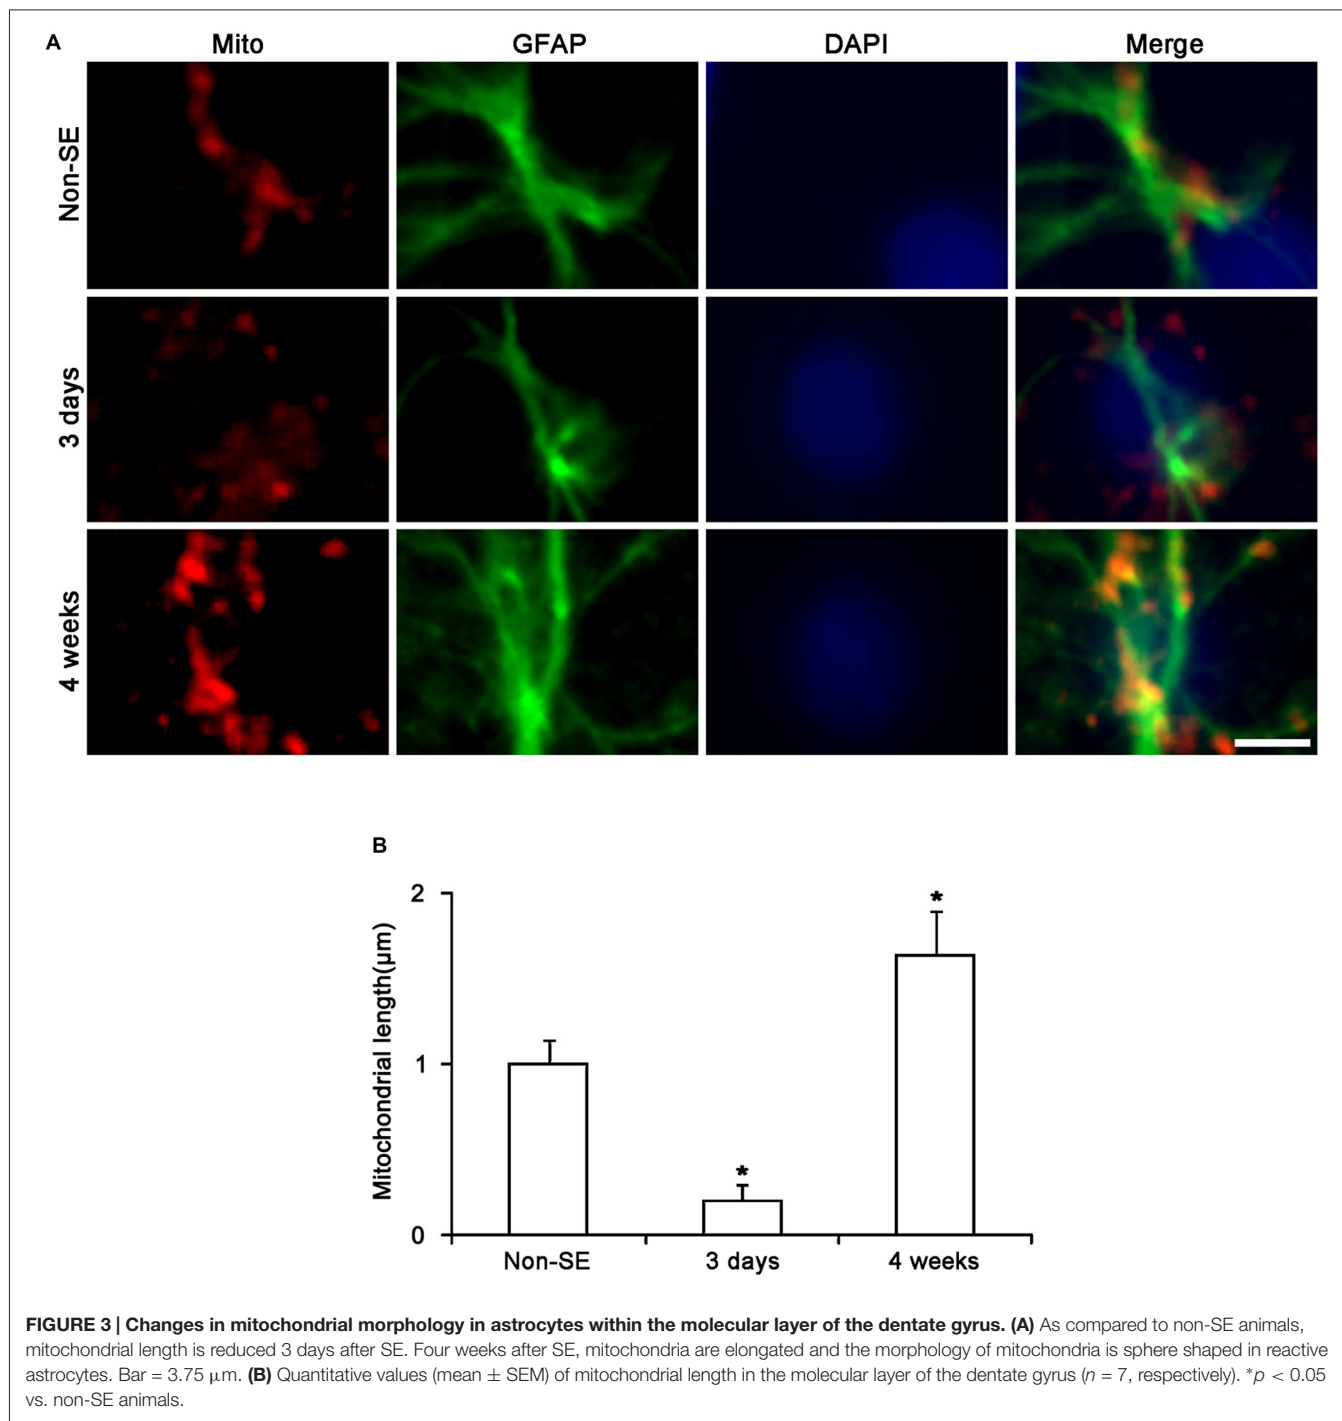 A
Mito GFAP DAPI Merge
Non-SE
3 days
4 weeks
B
Mitochondrial length(μm)
2
1
0
*
*
Non-SE 3 days 4 weeks
FIGURE 3 | Changes in mitochondrial morphology in astrocytes within the molecular layer of the dentate gyrus. (A) As compared to non-SE animals,
mitochondrial length is reduced 3 days after SE. Four weeks after SE, mitochondria are elongated and the morphology of mitochondria is sphere shaped in reactive
astrocytes. Bar = 3.75 μm. (B) Quantitative values (mean ± SEM) of mitochondrial length in the molecular layer of the dentate gyrus (n = 7, respectively). *p < 0.05
vs. non-SE animals.